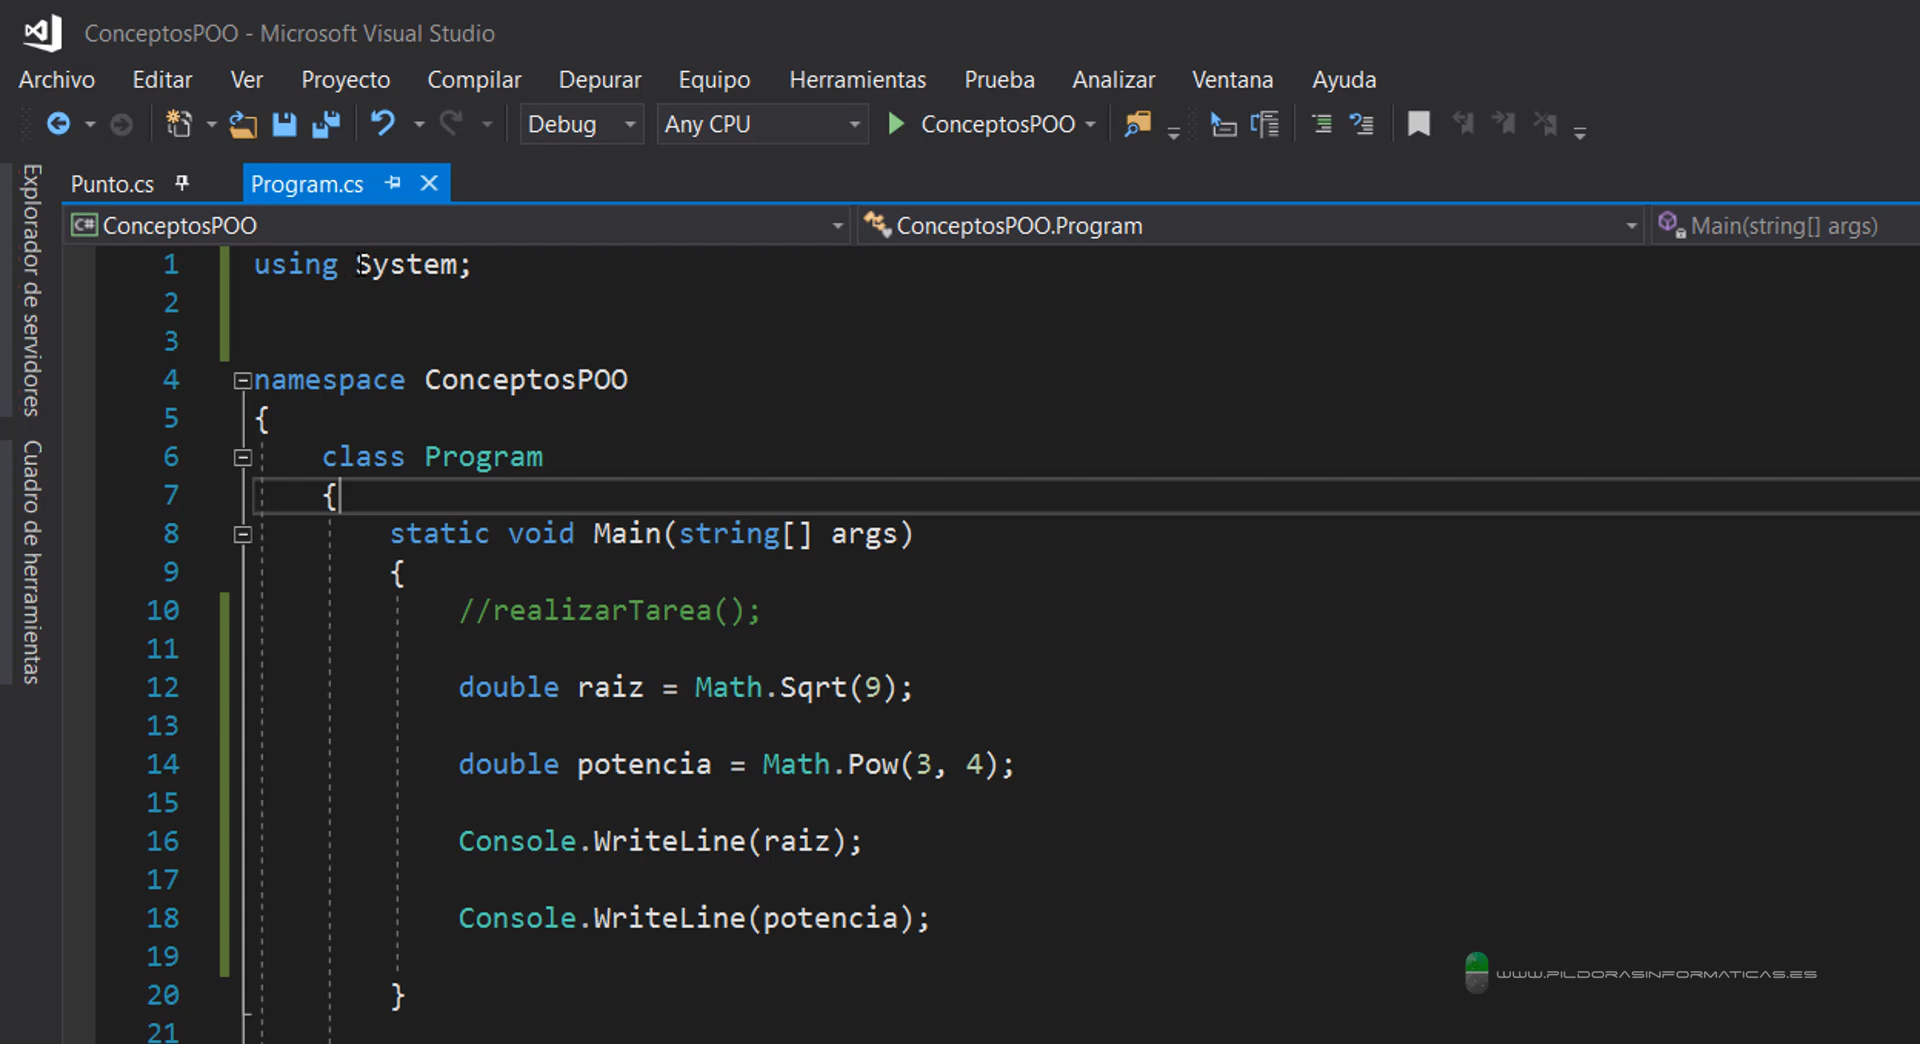 ConceptosPOO - Microsoft Visual Studio
Archivo Editar Ver Proyecto Compilar Depurar Equipo Herramientas Prueba Analizar Ventana Ayuda
Debug Any CPU ConceptosPOO
Explorador de servidores
Cuadro de herramientas
Punto.cs Program.cs
C# ConceptosPOO ConceptosPOO.Program Main(string[] args)
1 using System;
2
3
4 namespace ConceptosPOO
5 {
6 class Program
7 {
8 static void Main(string[] args)
9 {
10 //realizarTarea();
11
12 double raiz = Math.Sqrt(9);
13
14 double potencia = Math.Pow(3, 4);
15
16 Console.WriteLine(raiz);
17
18 Console.WriteLine(potencia);
19
20 }
21
WWW.PILDORASINFORMATICAS.ES